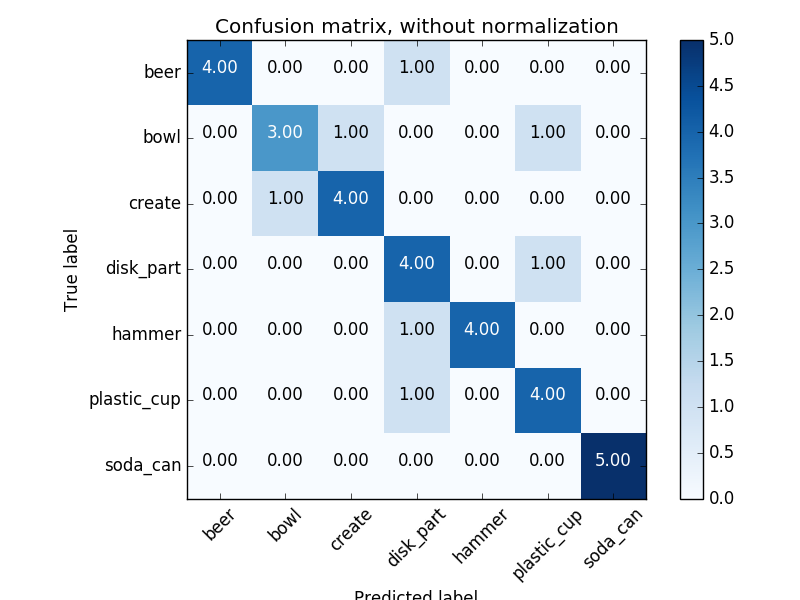 Confusion matrix, without normalization
beer 4.00 0.00 0.00 1.00 0.00 0.00 0.00
bowl 0.00 3.00 1.00 0.00 0.00 1.00 0.00
create 0.00 1.00 4.00 0.00 0.00 0.00 0.00
disk_part 0.00 0.00 0.00 4.00 0.00 1.00 0.00
hammer 0.00 0.00 0.00 1.00 4.00 0.00 0.00
plastic_cup 0.00 0.00 0.00 1.00 0.00 4.00 0.00
soda_can 0.00 0.00 0.00 0.00 0.00 0.00 5.00
True label
beer bowl create disk_part hammer plastic_cup soda_can
Predicted label
5.0
4.5
4.0
3.5
3.0
2.5
2.0
1.5
1.0
0.5
0.0